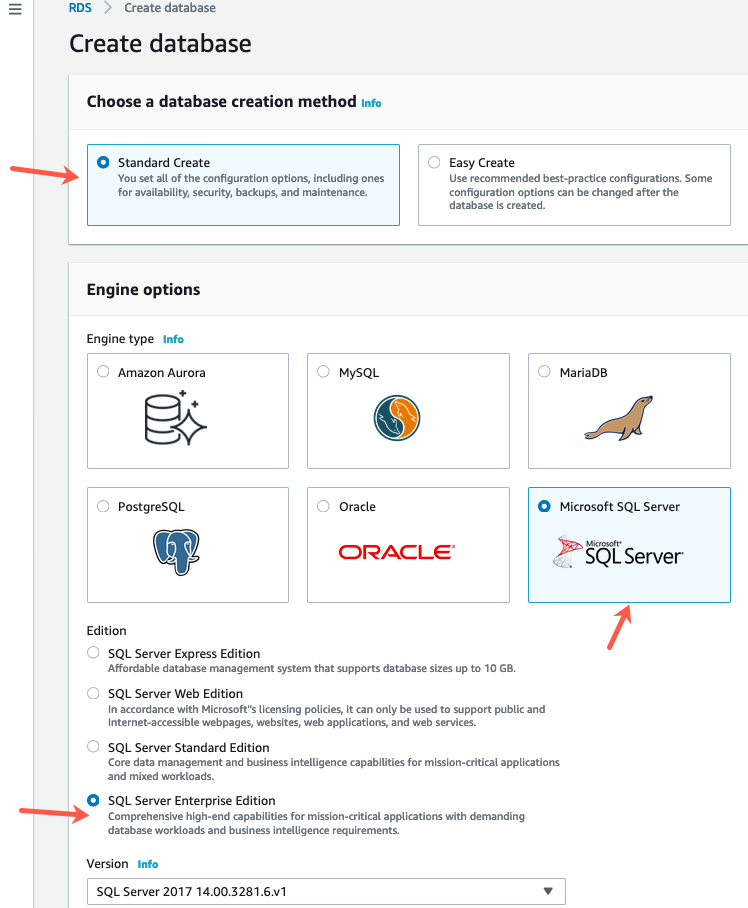 RDS > Create database
Create database
Choose a database creation method Info
Standard Create
You set all of the configuration options, including ones
for availability, security, backups, and maintenance.
Easy Create
Use recommended best-practice configurations. Some
configuration options can be changed after the
database is created.
Engine options
Engine type Info
Amazon Aurora
MySQL
MariaDB
PostgreSQL
Oracle
ORACLE
Microsoft SQL Server
Microsoft®
SQL Server®
Edition
SQL Server Express Edition
Affordable database management system that supports database sizes up to 10 GB.
SQL Server Web Edition
In accordance with Microsoft"s licensing policies, it can only be used to support public and
Internet-accessible webpages, websites, web applications, and web services.
SQL Server Standard Edition
Core data management and business intelligence capabilities for mission-critical applications
and mixed workloads.
SQL Server Enterprise Edition
Comprehensive high-end capabilities for mission-critical applications with demanding
database workloads and business intelligence requirements.
Version Info
SQL Server 2017 14.00.3281.6.v1